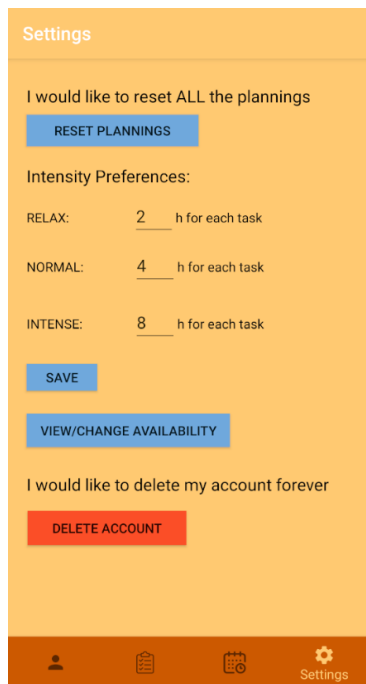 Settings
I would like to reset ALL the plannings
RESET PLANNINGS
Intensity Preferences:
RELAX: 2 h for each task
NORMAL: 4 h for each task
INTENSE: 8 h for each task
SAVE
VIEW/CHANGE AVAILABILITY
I would like to delete my account forever
DELETE ACCOUNT
Settings